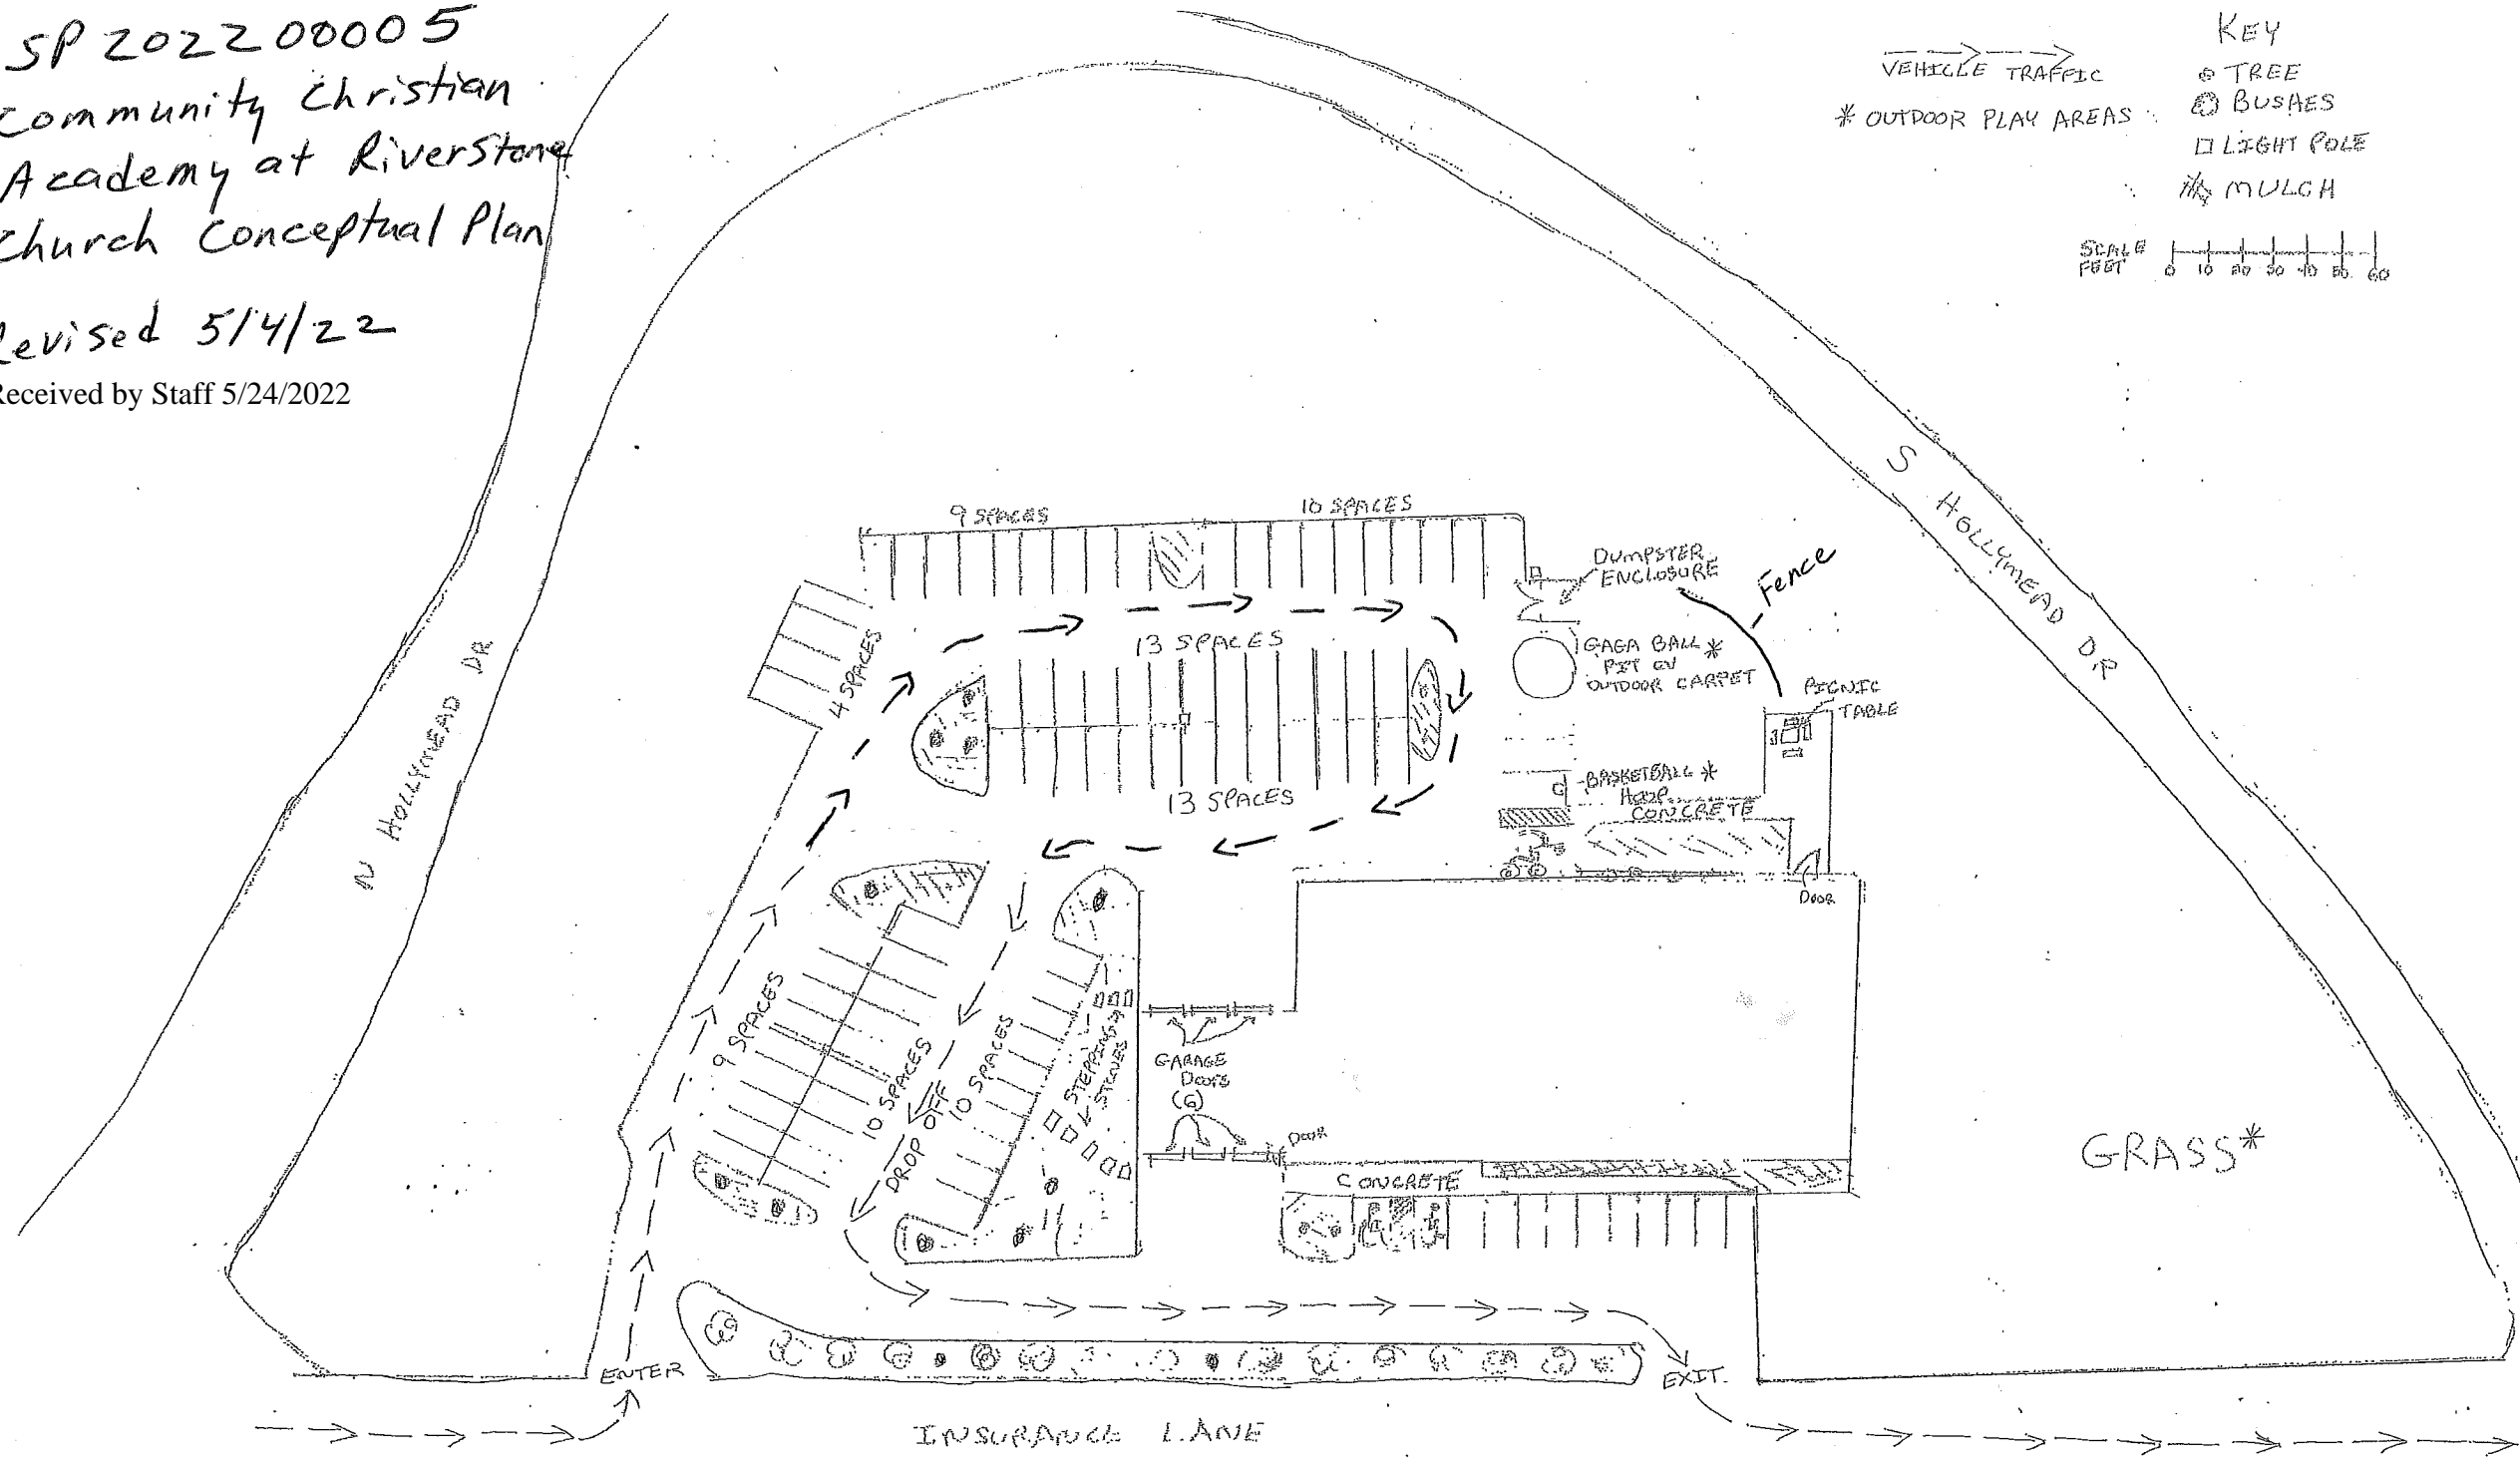 SP 202200005
Community Christian
Academy at Riverstone
Church Conceptual Plan
Revised 5/4/22
Received by Staff 5/24/2022
KEY
VEHICLE TRAFFIC
* OUTDOOR PLAY AREAS
TREE
BUSHES
LIGHT POLE
MULCH
SCALE
FEET
0 10 20 30 40 50 60
S HOLLYMEAD DR
N HOLLYMEAD DR
9 SPACES
10 SPACES
4 SPACES
13 SPACES
13 SPACES
DUMPSTER
ENCLOSURE
Fence
GAGA BALL *
PIT ON
OUTDOOR CARPET
PICNIC
TABLE
BASKETBALL *
HOOP
CONCRETE
DOOR
9 SPACES
10 SPACES
DROP OFF
10 SPACES
STEPPING
STONES
GARAGE
DOORS
(6)
DOOR
CONCRETE
GRASS*
ENTER
EXIT
INSURANCE LANE